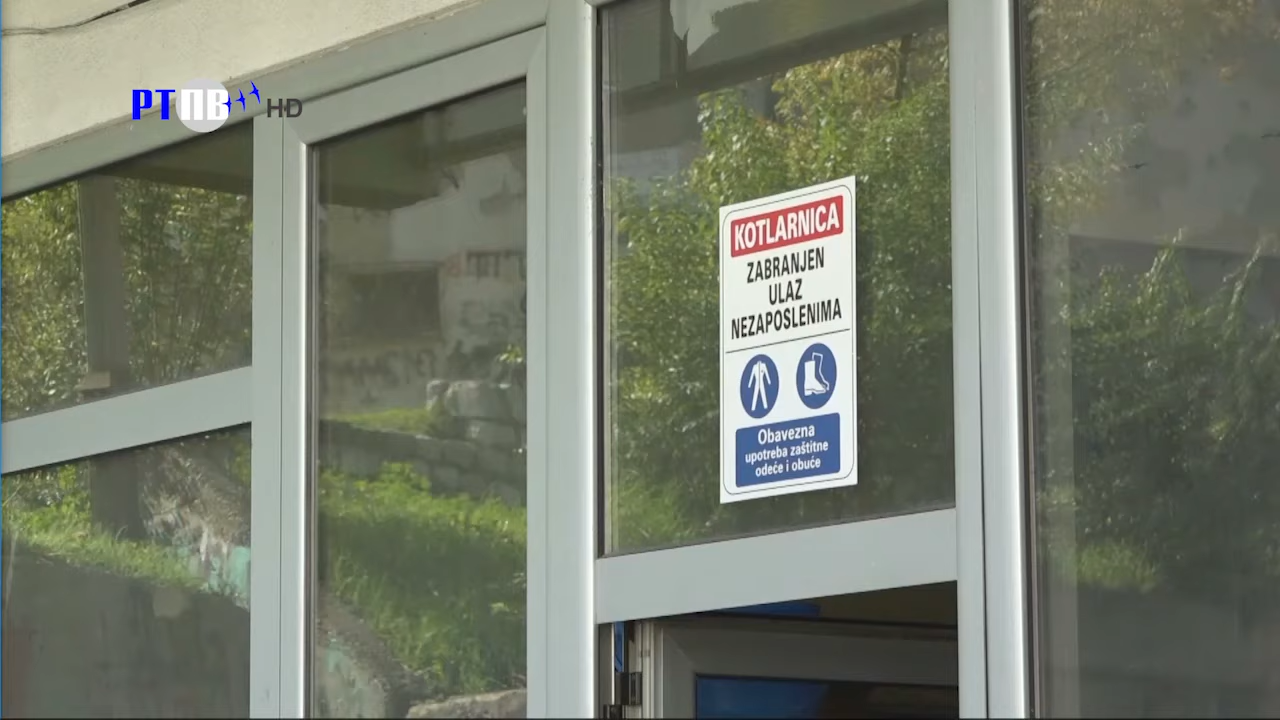 РТПВ HD
KOTLARNICA
ZABRANJEN
ULAZ
NEZAPOSLENIMA
Obavezna
upotreba zaštitne
odeće i obuće